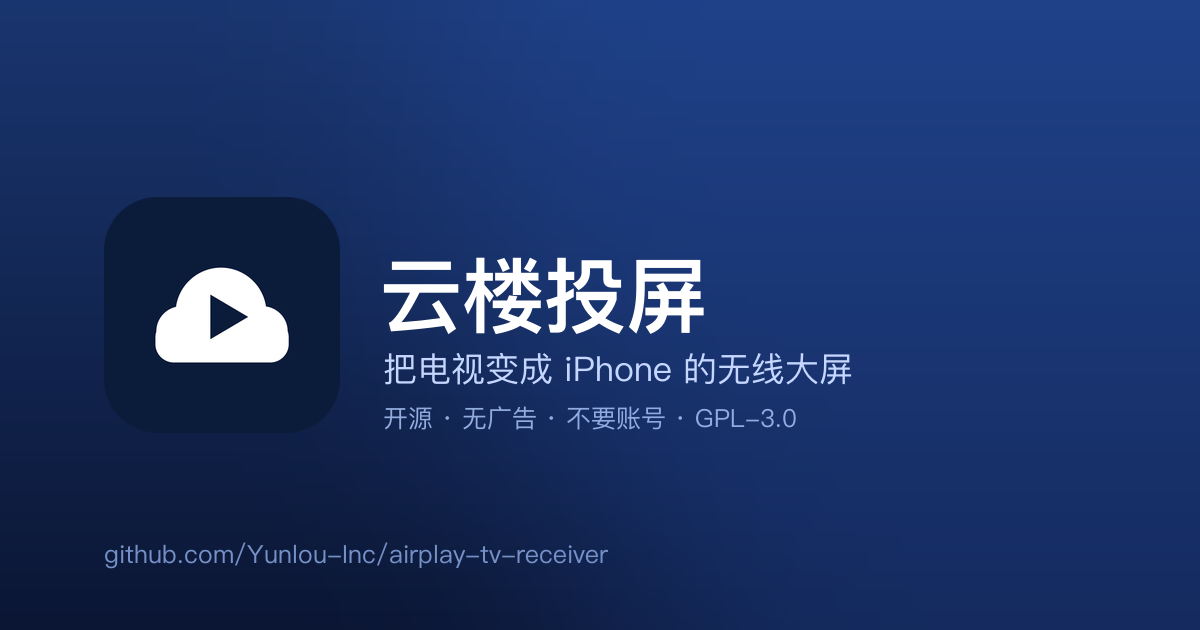 云楼投屏
把电视变成 iPhone 的无线大屏
开源 · 无广告 · 不要账号 · GPL-3.0
github.com/Yunlou-Inc/airplay-tv-receiver